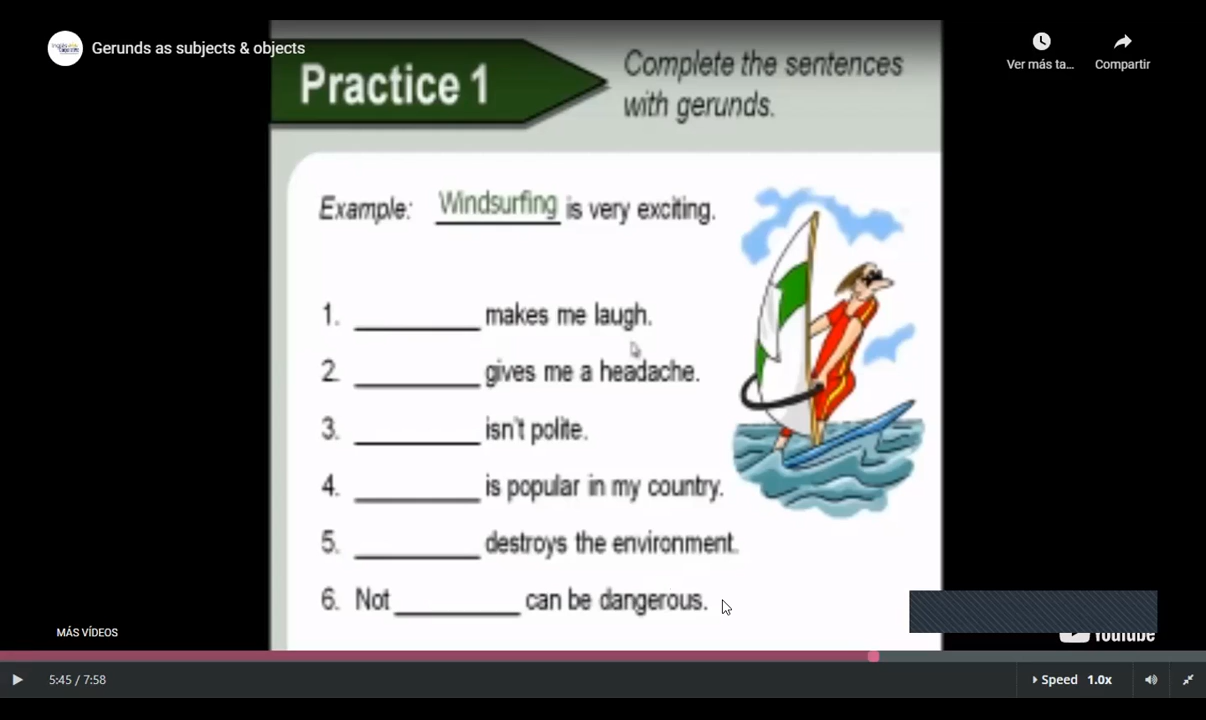 Gerunds as subjects & objects
Ver más ta...
Compartir
Practice 1
Complete the sentences
with gerunds.
Example: Windsurfing is very exciting.
1. __________ makes me laugh.
2. __________ gives me a headache.
3. __________ isn't polite.
4. __________ is popular in my country.
5. __________ destroys the environment.
6. Not __________ can be dangerous.
MÁS VÍDEOS
YouTube
5:45 / 7:58
Speed 1.0x